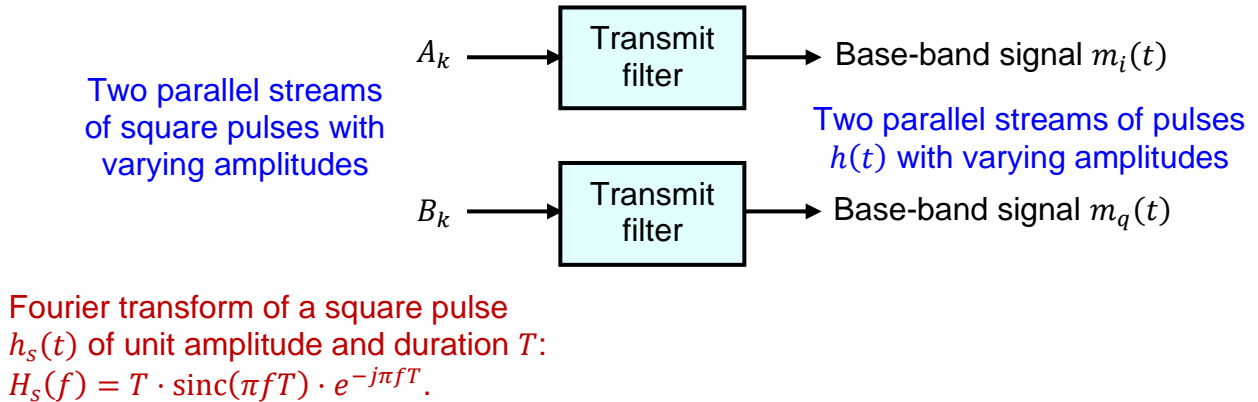 Two parallel streams
of square pulses with
varying amplitudes
A_k
Transmit
filter
Base-band signal m_i(t)
Two parallel streams of pulses
h(t) with varying amplitudes
B_k
Transmit
filter
Base-band signal m_q(t)
Fourier transform of a square pulse
h_s(t) of unit amplitude and duration T:
H_s(f) = T · sinc(πfT) · e^{-jπfT}.